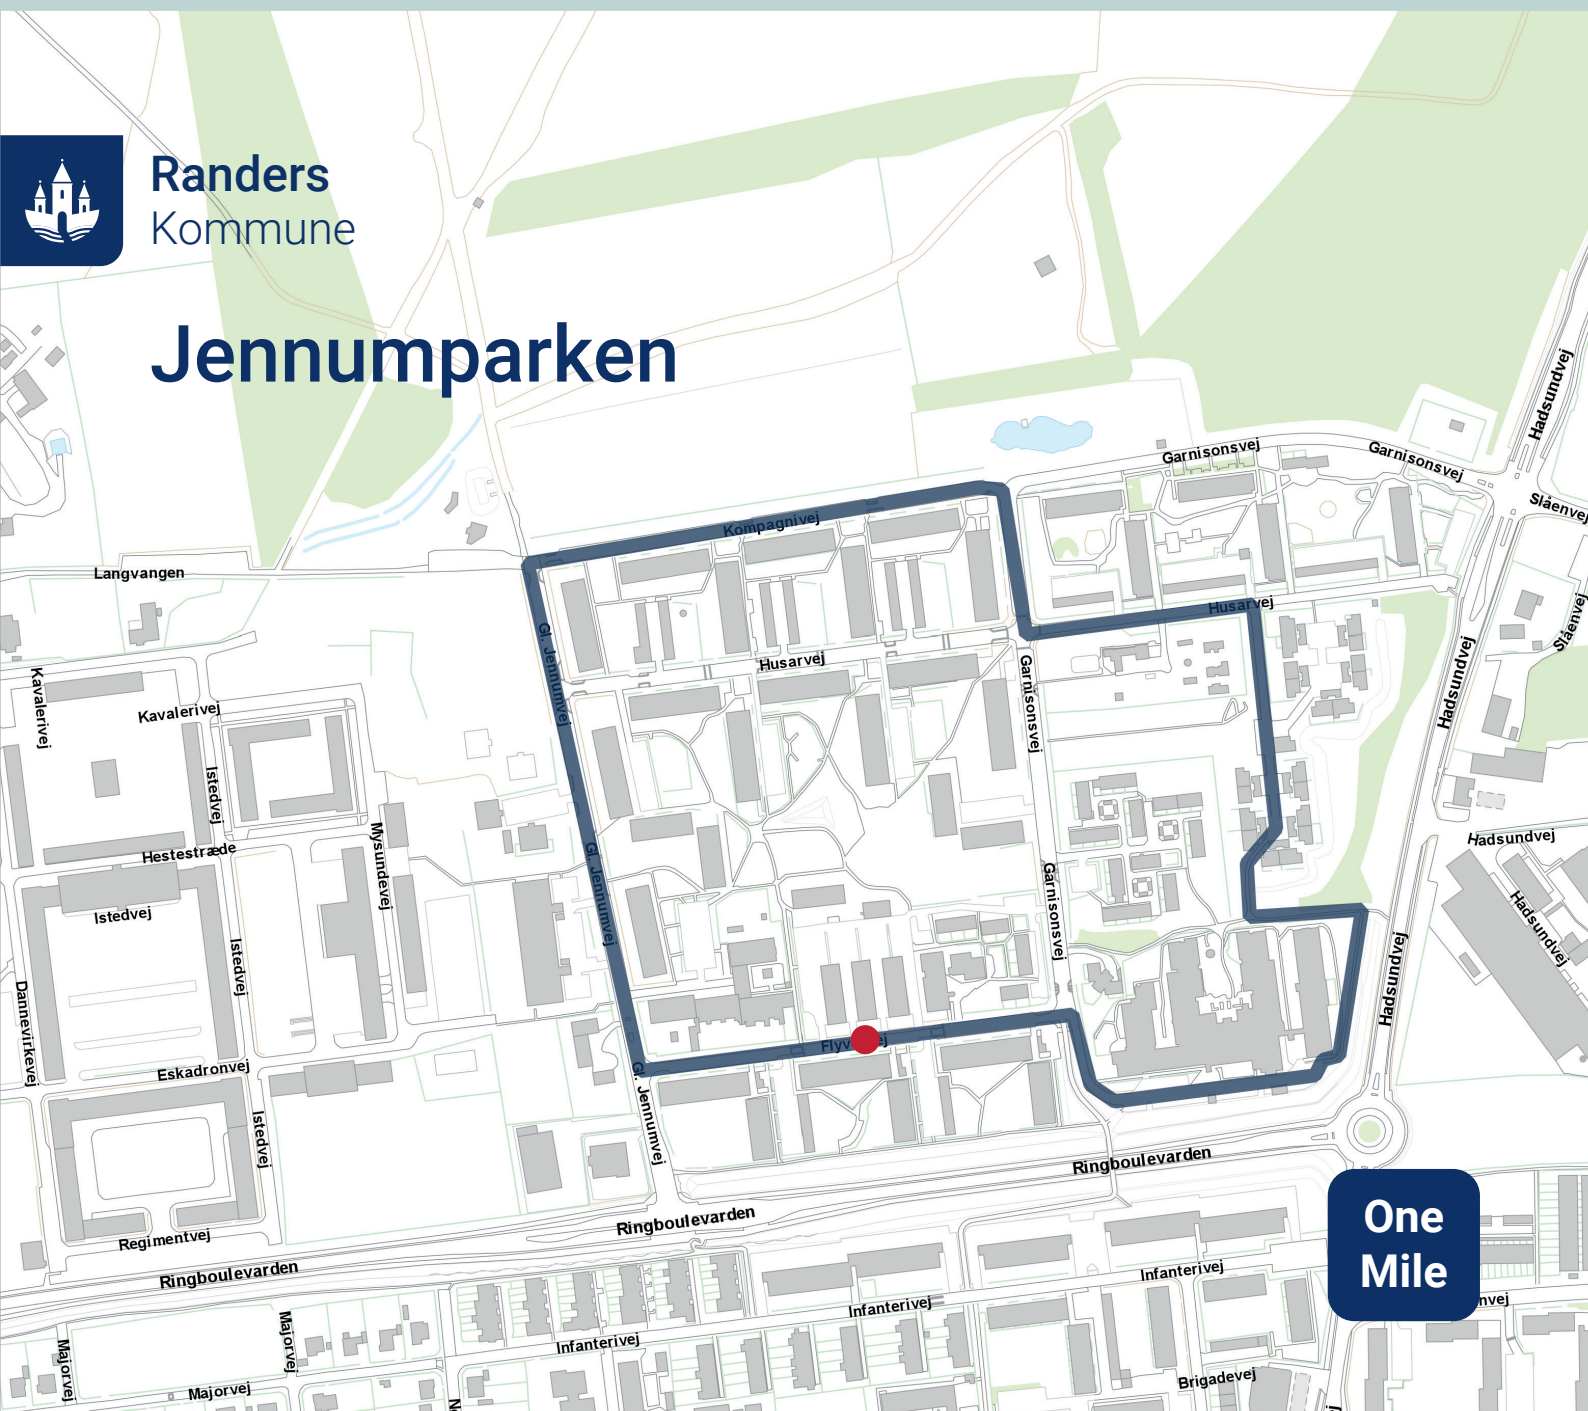 Randers
Kommune
Jennumparken
Hadsundvej
Garnisonsvej
Garnisonsvej
Slåenvej
Kompagnivej
Langvangen
Husarvej
Slåenvej
Gl. Jennumvej
Husarvej
Garnisonsvej
Hadsundvej
Kavalerivej
Kavalerivej
Istedvej
Mysundevej
Hestestræde
Hadsundvej
Gl. Jennumvej
Garnisonsvej
Istedvej
Hadsundvej
Istedvej
Hadsundvej
Dannevirkevej
Eskadronvej
Gl. Jennumvej
Istedvej
Ringboulevarden
Ringboulevarden
Regimentvej
Ringboulevarden
One
Mile
Infanterivej
Infanterivej
Infanterivej
Majorvej
Majorvej
Majorvej
Brigadevej